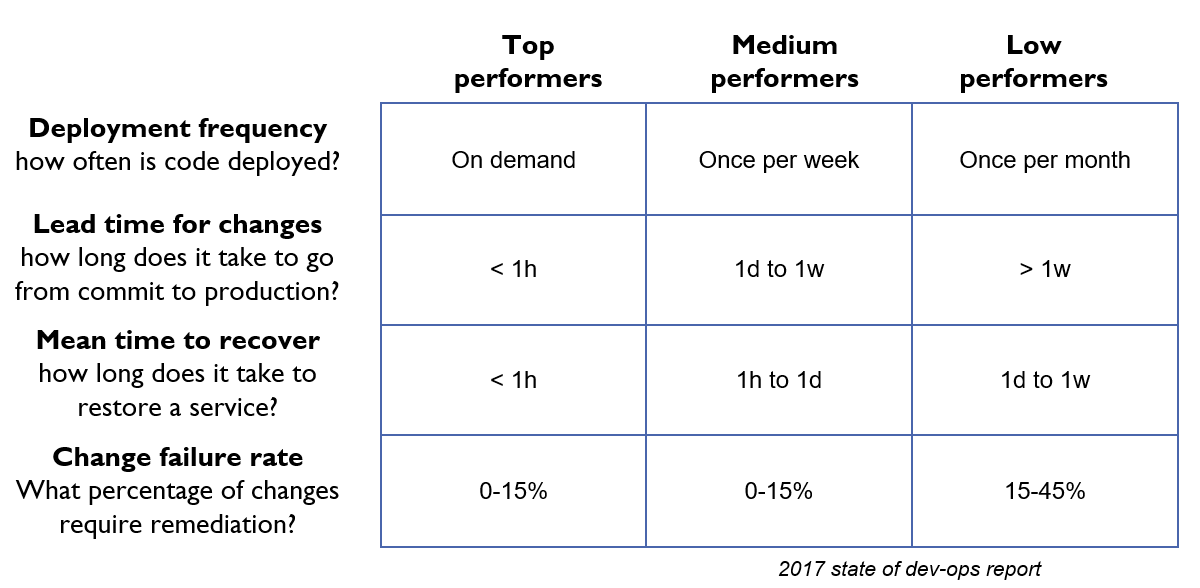 Top
performers
Medium
performers
Low
performers
Deployment frequency
how often is code deployed?
On demand
Once per week
Once per month
Lead time for changes
how long does it take to go
from commit to production?
< 1h
1d to 1w
> 1w
Mean time to recover
how long does it take to
restore a service?
< 1h
1h to 1d
1d to 1w
Change failure rate
What percentage of changes
require remediation?
0-15%
0-15%
15-45%
2017 state of dev-ops report